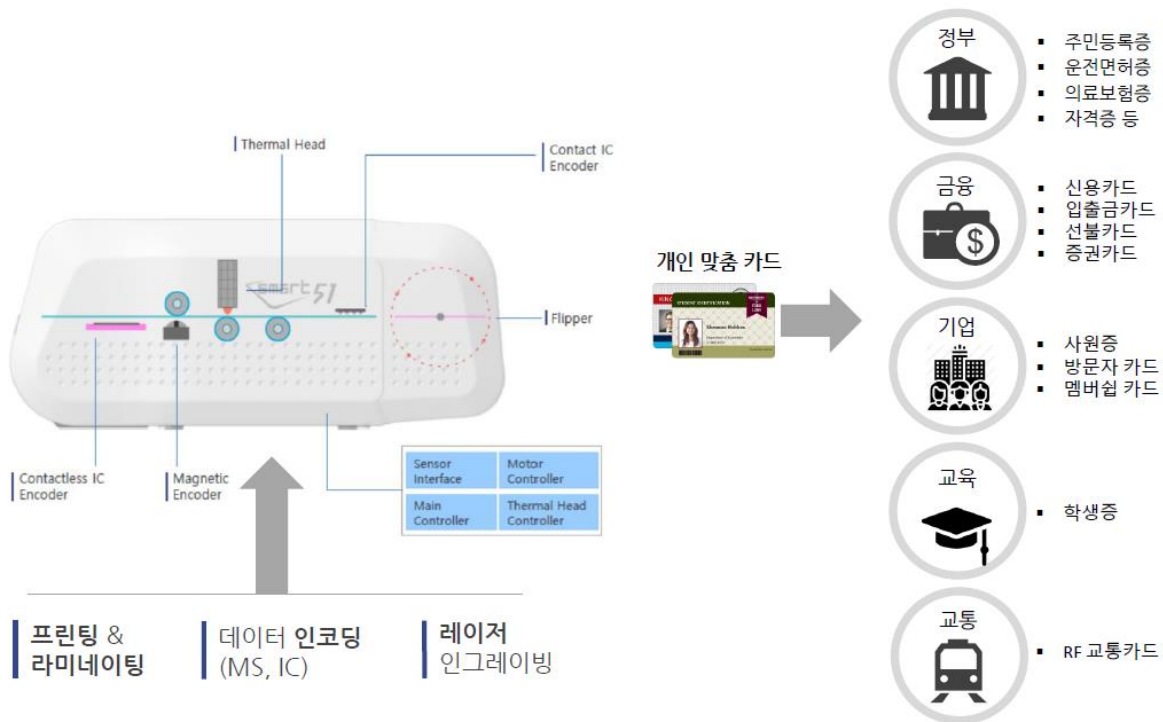 Thermal Head
Contact IC
Encoder
smart 51
Flipper
Contactless IC
Encoder
Magnetic
Encoder
Sensor
Interface
Motor
Controller
Main
Controller
Thermal Head
Controller
프린팅 &
라미네이팅
데이터 인코딩
(MS, IC)
레이저
인그레이빙
개인 맞춤 카드
정부
▪ 주민등록증
▪ 운전면허증
▪ 의료보험증
▪ 자격증 등
금융
$
▪ 신용카드
▪ 입출금카드
▪ 선불카드
▪ 증권카드
기업
▪ 사원증
▪ 방문자 카드
▪ 멤버쉽 카드
교육
▪ 학생증
교통
▪ RF 교통카드